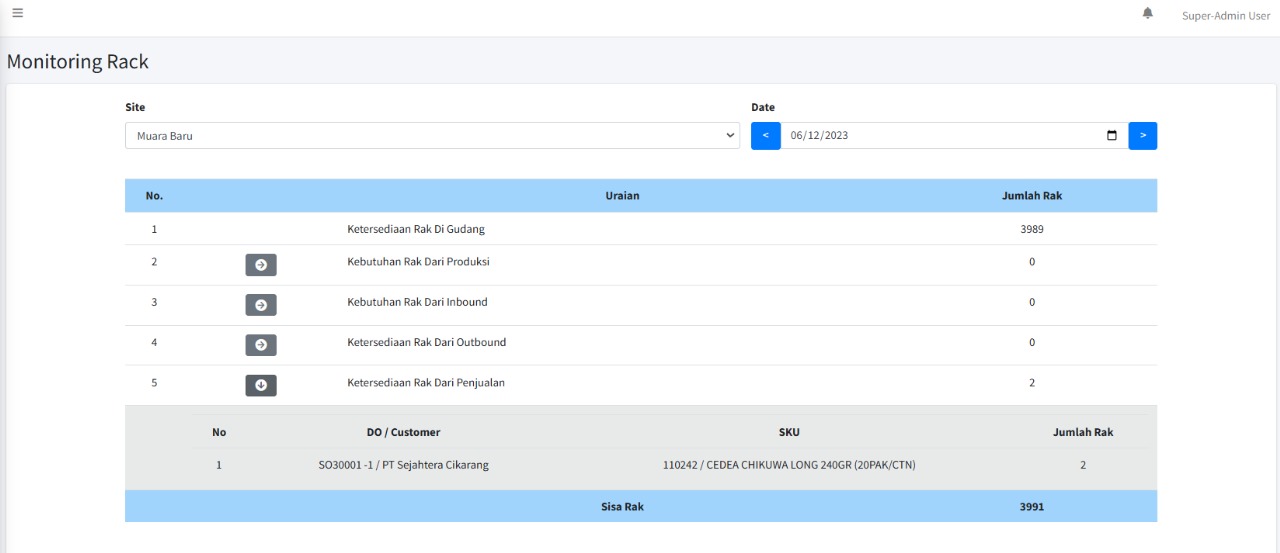 Super-Admin User
Monitoring Rack
Site Date
Muara Baru < 06/12/2023 >
No. Uraian Jumlah Rak
1 Ketersediaan Rak Di Gudang 3989
2 Kebutuhan Rak Dari Produksi 0
3 Kebutuhan Rak Dari Inbound 0
4 Ketersediaan Rak Dari Outbound 0
5 Ketersediaan Rak Dari Penjualan 2
No DO / Customer SKU Jumlah Rak
1 SO30001 -1 / PT Sejahtera Cikarang 110242 / CEDEA CHIKUWA LONG 240GR (20PAK/CTN) 2
Sisa Rak 3991